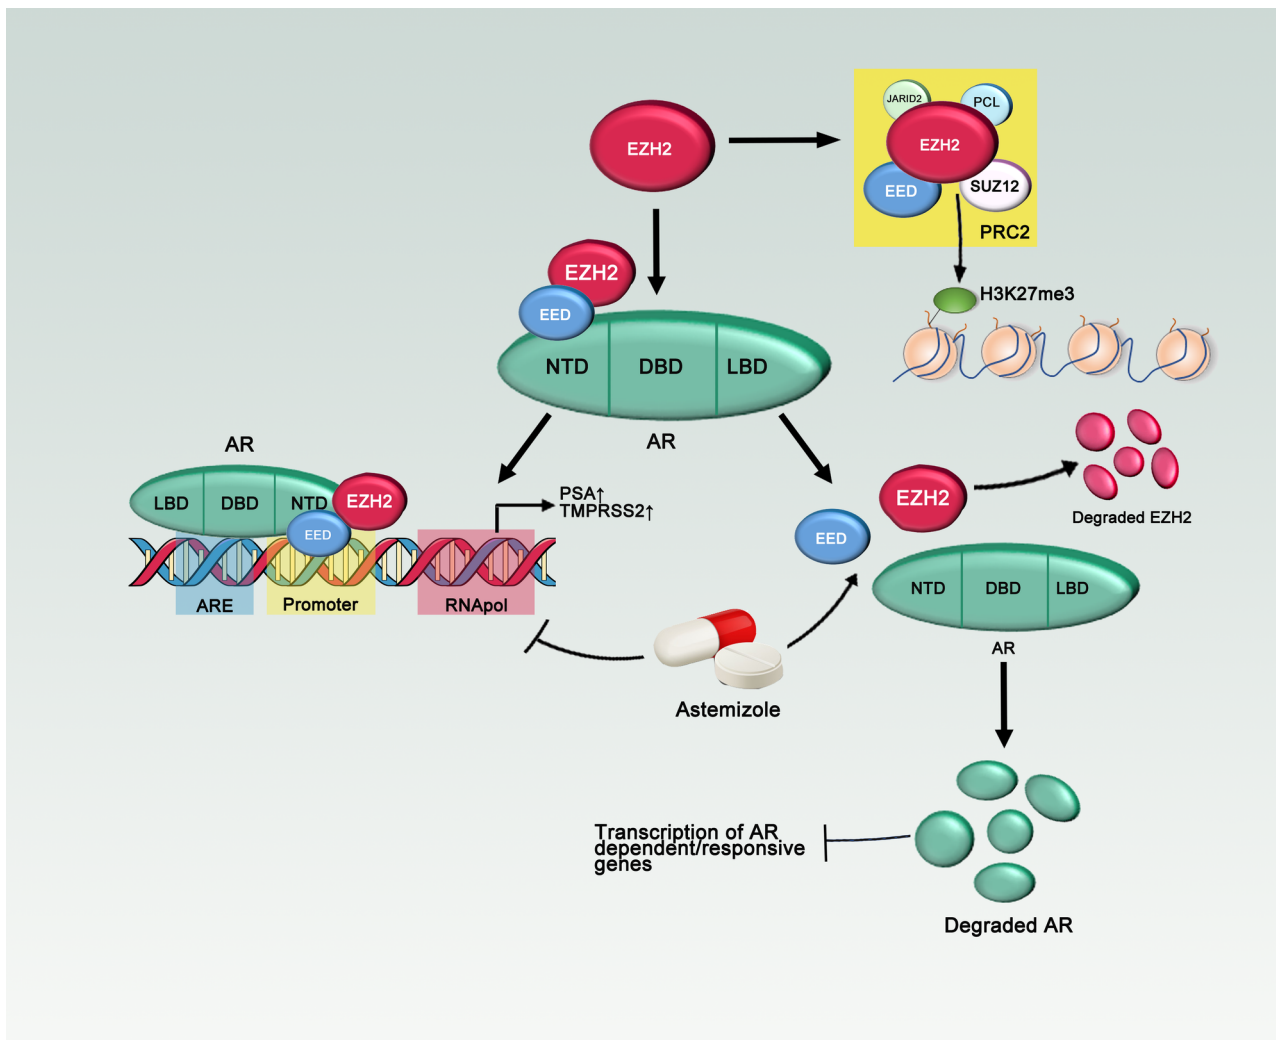 JARID2
PCL
EZH2
EZH2
EED
SUZ12
PRC2
EZH2
EED
H3K27me3
NTD
DBD
LBD
AR
AR
LBD
DBD
NTD
EZH2
EED
PSA↑
TMPRSS2↑
ARE
Promoter
RNApol
EZH2
Degraded EZH2
EED
NTD
DBD
LBD
AR
Astemizole
Transcription of AR
dependent/responsive
genes
Degraded AR